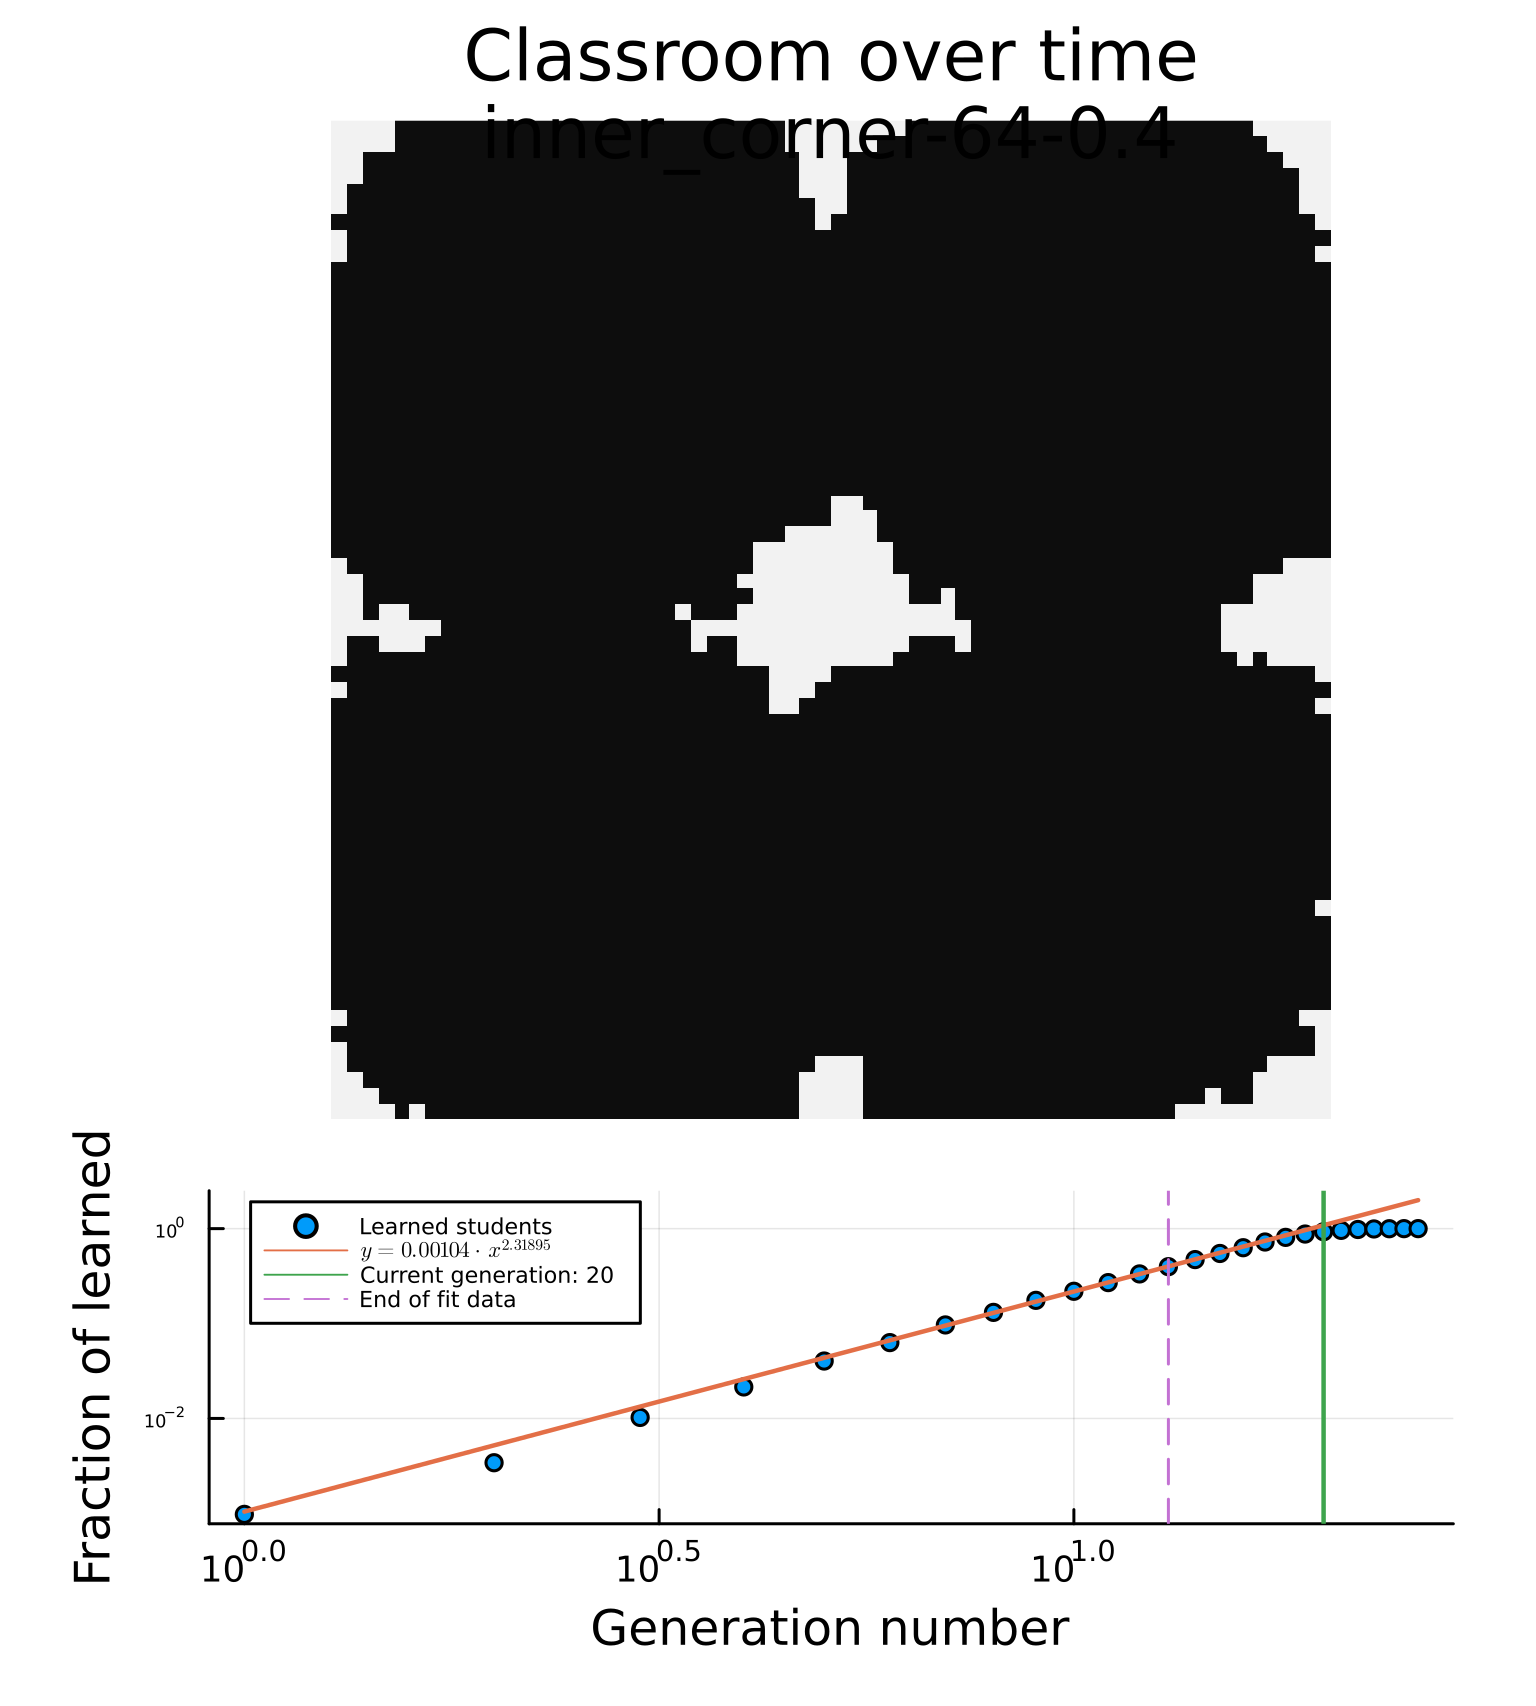 Classroom over time
inner_corner-64-0.4
Fraction of learned
10^0
10^−2
Learned students
y = 0.00104 · x^2.31895
Current generation: 20
End of fit data
10^0.0
10^0.5
10^1.0
Generation number